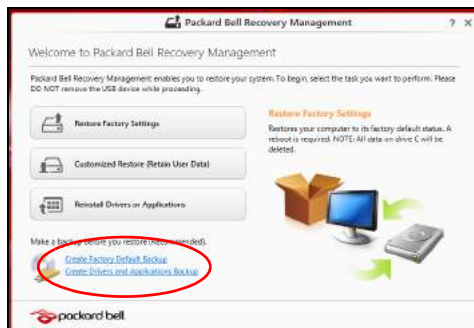 Packard Bell Recovery Management
? X
Welcome to Packard Bell Recovery Management
Packard Bell Recovery Management enables you to restore your system. To begin, select the task you want to perform. Please
DO NOT remove the USB device while proceeding.
Restore Factory Settings
Customized Restore (Retain User Data)
Reinstall Drivers or Applications
Restore Factory Settings
Restores your computer to its factory default status. A
reboot is required. NOTE: All data on drive C will be
deleted.
Make a backup before you restore (Recommended).
Create Factory Default Backup
Create Drivers and Applications Backup
packard bell